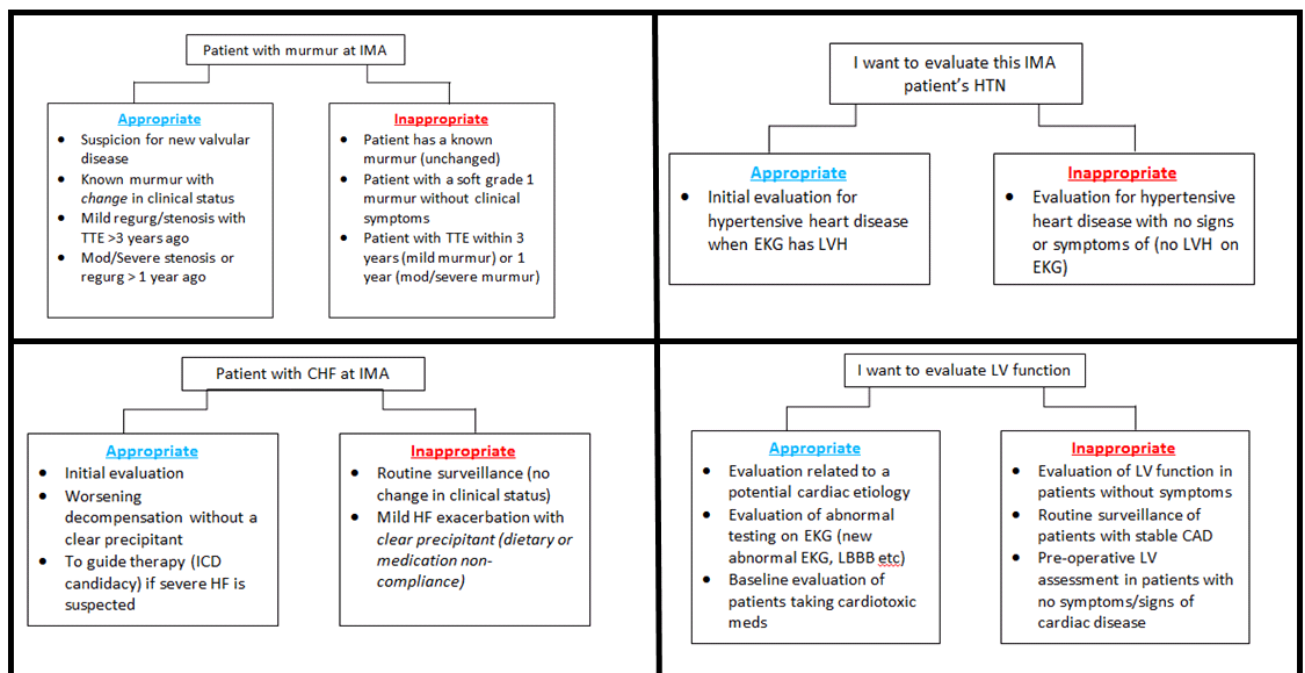 Patient with murmur at IMA
Appropriate
• Suspicion for new valvular
disease
• Known murmur with
change in clinical status
• Mild regurg/stenosis with
TTE >3 years ago
• Mod/Severe stenosis or
regurg > 1 year ago
Inappropriate
• Patient has a known
murmur (unchanged)
• Patient with a soft grade 1
murmur without clinical
symptoms
• Patient with TTE within 3
years (mild murmur) or 1
year (mod/severe murmur)
I want to evaluate this IMA
patient's HTN
Appropriate
• Initial evaluation for
hypertensive heart disease
when EKG has LVH
Inappropriate
• Evaluation for hypertensive
heart disease with no signs
or symptoms of (no LVH on
EKG)
Patient with CHF at IMA
Appropriate
• Initial evaluation
• Worsening
decompensation without a
clear precipitant
• To guide therapy (ICD
candidacy) if severe HF is
suspected
Inappropriate
• Routine surveillance (no
change in clinical status)
• Mild HF exacerbation with
clear precipitant (dietary or
medication non-
compliance)
I want to evaluate LV function
Appropriate
• Evaluation related to a
potential cardiac etiology
• Evaluation of abnormal
testing on EKG (new
abnormal EKG, LBBB etc)
• Baseline evaluation of
patients taking cardiotoxic
meds
Inappropriate
• Evaluation of LV function in
patients without symptoms
• Routine surveillance of
patients with stable CAD
• Pre-operative LV
assessment in patients with
no symptoms/signs of
cardiac disease